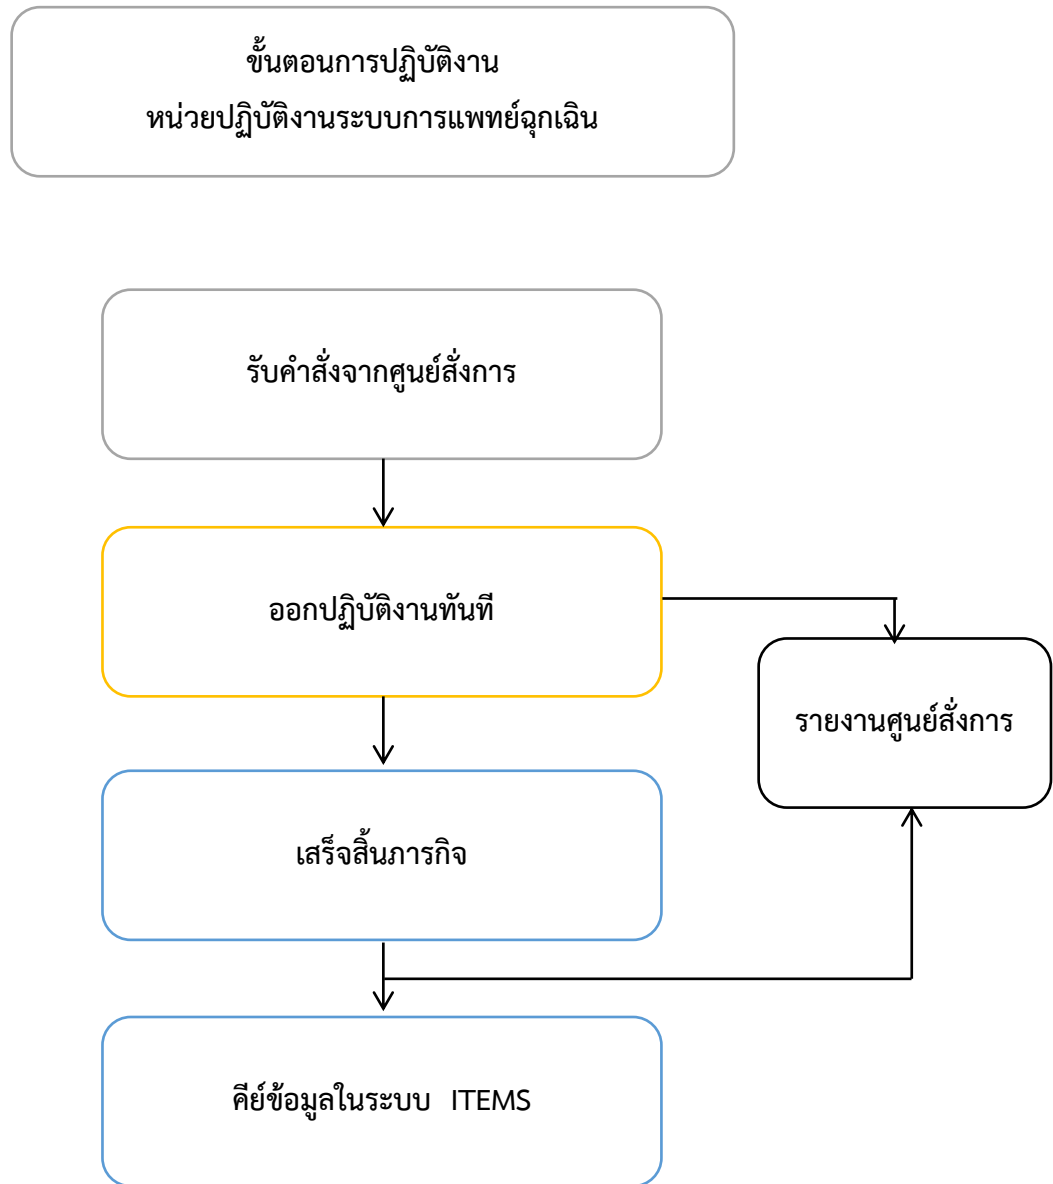 ขั้นตอนการปฏิบัติงาน
หน่วยปฏิบัติงานระบบการแพทย์ฉุกเฉิน
รับคำสั่งจากศูนย์สั่งการ
ออกปฏิบัติงานทันที
รายงานศูนย์สั่งการ
เสร็จสิ้นภารกิจ
คีย์ข้อมูลในระบบ ITEMS